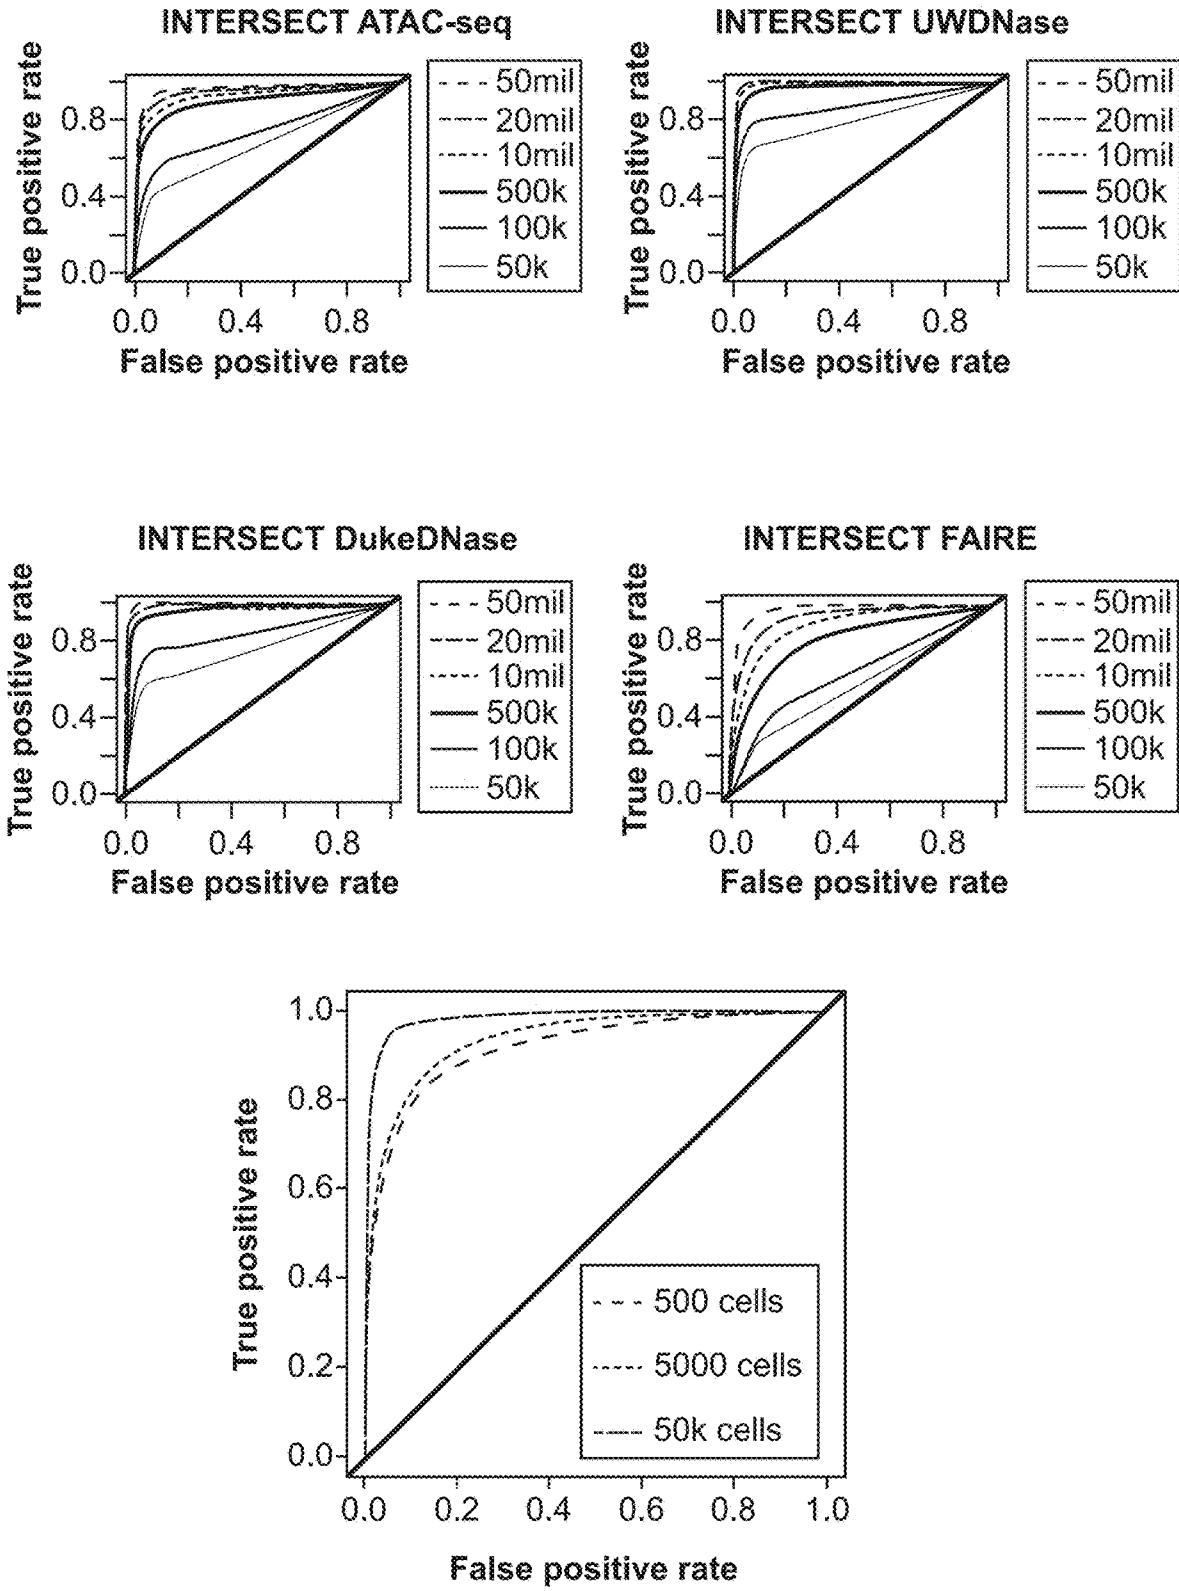 INTERSECT ATAC-seq
True positive rate
0.8
0.4
0.0
0.0 0.4 0.8
False positive rate
50mil
20mil
10mil
500k
100k
50k
INTERSECT UWDNase
True positive rate
0.8
0.4
0.0
0.0 0.4 0.8
False positive rate
50mil
20mil
10mil
500k
100k
50k
INTERSECT DukeDNase
True positive rate
0.8
0.4
0.0
0.0 0.4 0.8
False positive rate
50mil
20mil
10mil
500k
100k
50k
INTERSECT FAIRE
True positive rate
0.8
0.4
0.0
0.0 0.4 0.8
False positive rate
50mil
20mil
10mil
500k
100k
50k
True positive rate
1.0
0.8
0.6
0.4
0.2
0.0
500 cells
5000 cells
50k cells
0.0 0.2 0.4 0.6 0.8 1.0
False positive rate